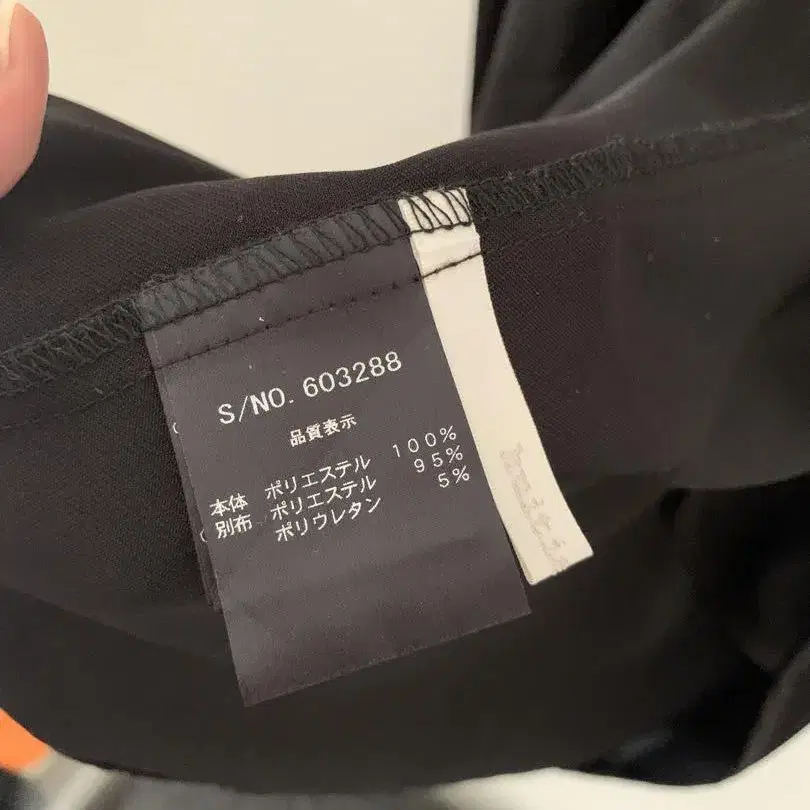 S/NO. 603288
品質表示
本体 ポリエステル 100%
別布 ポリエステル 95%
ポリウレタン 5%